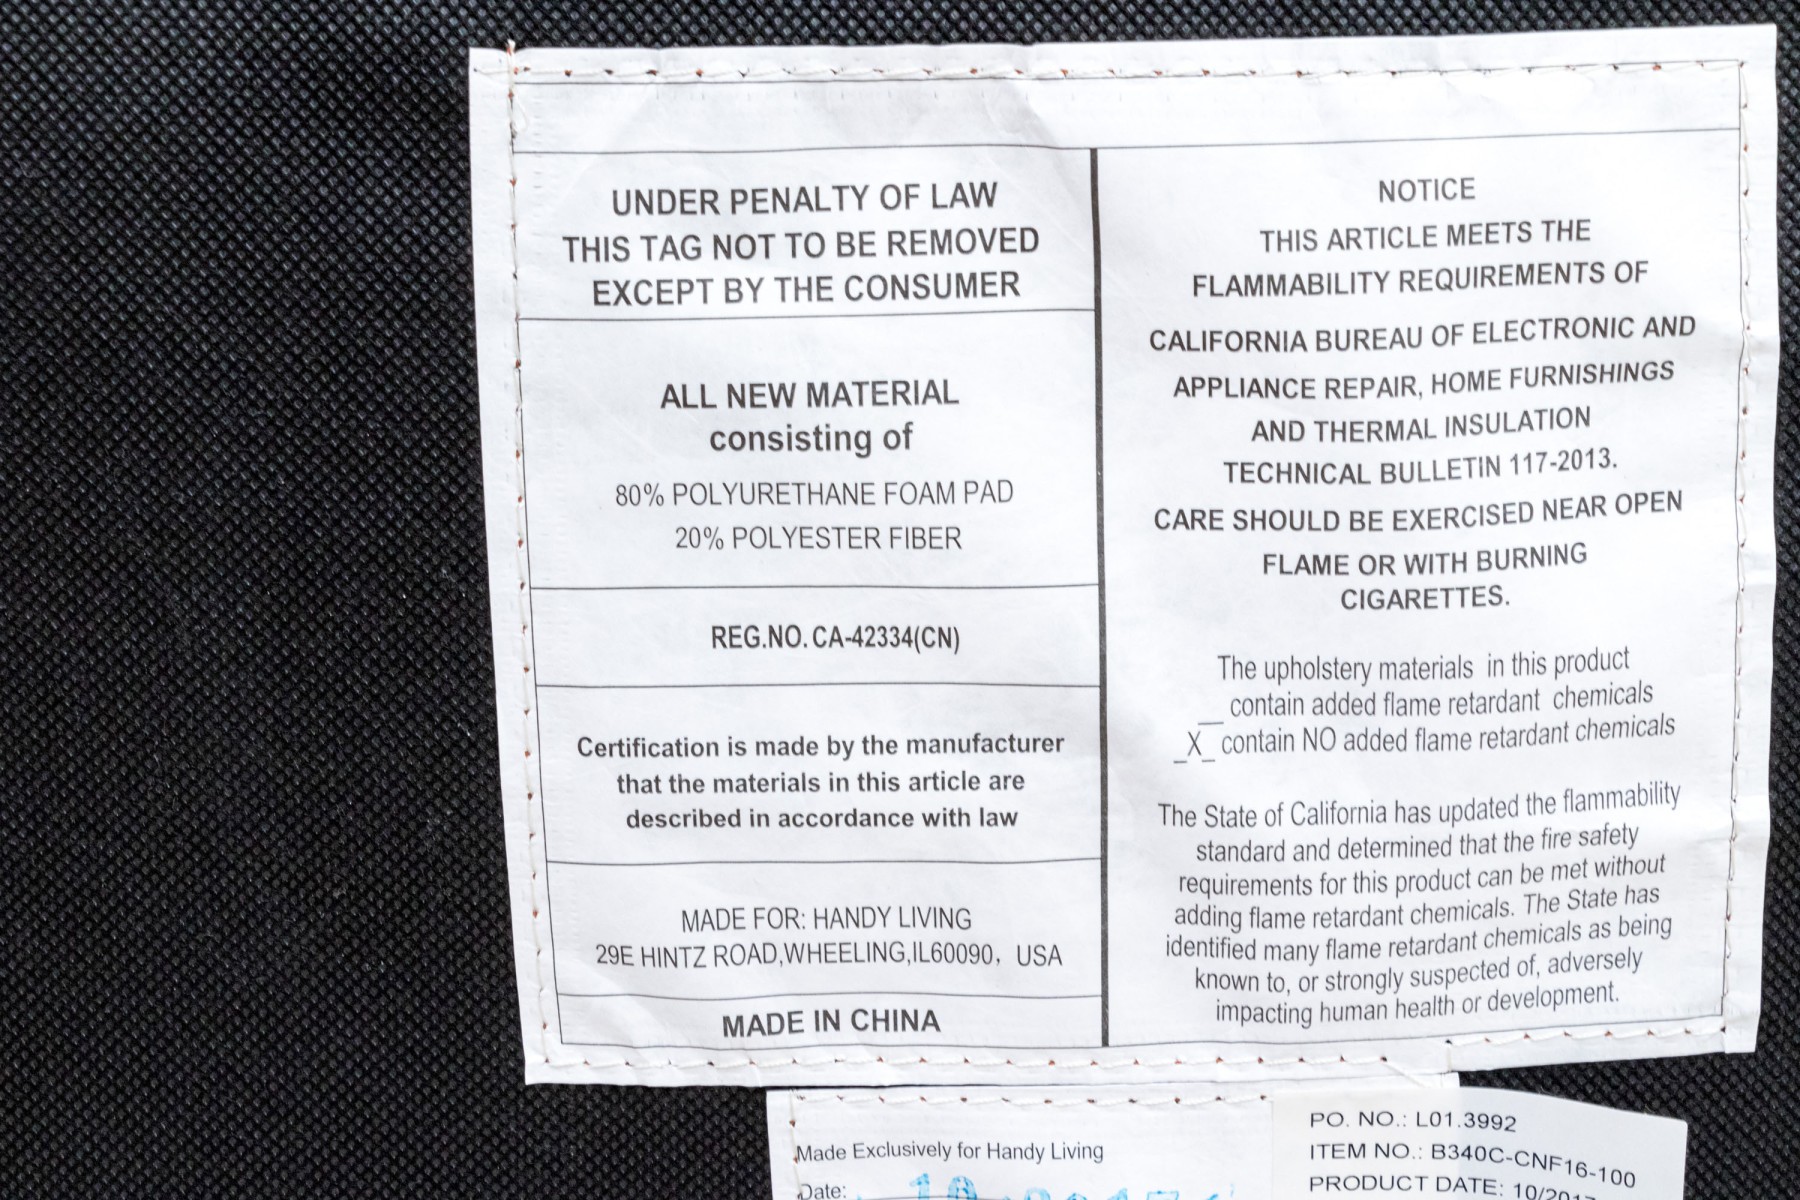 UNDER PENALTY OF LAW
THIS TAG NOT TO BE REMOVED
EXCEPT BY THE CONSUMER
ALL NEW MATERIAL
consisting of
80% POLYURETHANE FOAM PAD
20% POLYESTER FIBER
REG.NO. CA-42334(CN)
Certification is made by the manufacturer
that the materials in this article are
described in accordance with law
MADE FOR: HANDY LIVING
29E HINTZ ROAD,WHEELING,IL60090, USA
MADE IN CHINA
NOTICE
THIS ARTICLE MEETS THE
FLAMMABILITY REQUIREMENTS OF
CALIFORNIA BUREAU OF ELECTRONIC AND
APPLIANCE REPAIR, HOME FURNISHINGS
AND THERMAL INSULATION
TECHNICAL BULLETIN 117-2013.
CARE SHOULD BE EXERCISED NEAR OPEN
FLAME OR WITH BURNING
CIGARETTES.
The upholstery materials in this product
__ contain added flame retardant chemicals
_X_ contain NO added flame retardant chemicals
The State of California has updated the flammability
standard and determined that the fire safety
requirements for this product can be met without
adding flame retardant chemicals. The State has
identified many flame retardant chemicals as being
known to, or strongly suspected of, adversely
impacting human health or development.
Made Exclusively for Handy Living
Date:
PO. NO.: L01.3992
ITEM NO.: B340C-CNF16-100
PRODUCT DATE: 10/2017